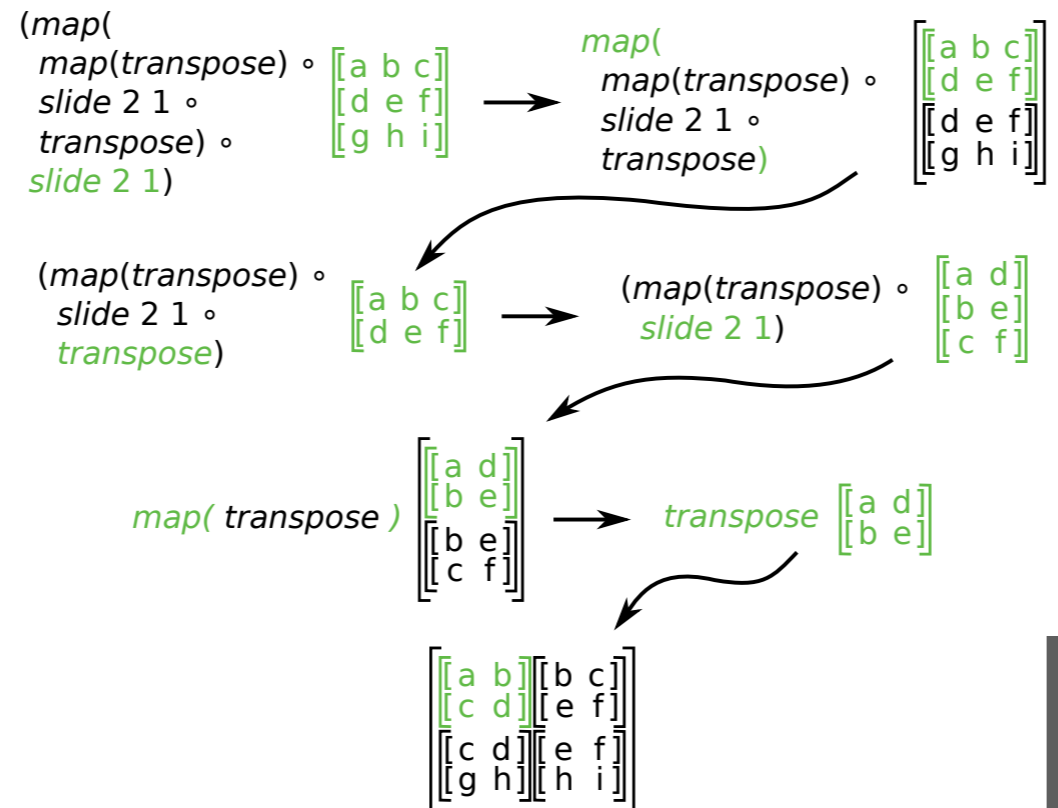 (map(
map(transpose) ∘
slide 2 1 ∘
transpose) ∘
slide 2 1)
[[a b c]
[d e f]
[g h i]]
map(
map(transpose) ∘
slide 2 1 ∘
transpose)
[[[a b c]
[d e f]]
[[d e f]
[g h i]]]
(map(transpose) ∘
slide 2 1 ∘
transpose)
[[a b c]
[d e f]]
(map(transpose) ∘
slide 2 1)
[[a d]
[b e]
[c f]]
map( transpose )
[[[a d]
[b e]]
[[b e]
[c f]]]
transpose
[[a d]
[b e]]
[[[a b] [[b c]
[c d]] [e f]]
[[c d] [[e f]
[g h]] [h i]]]